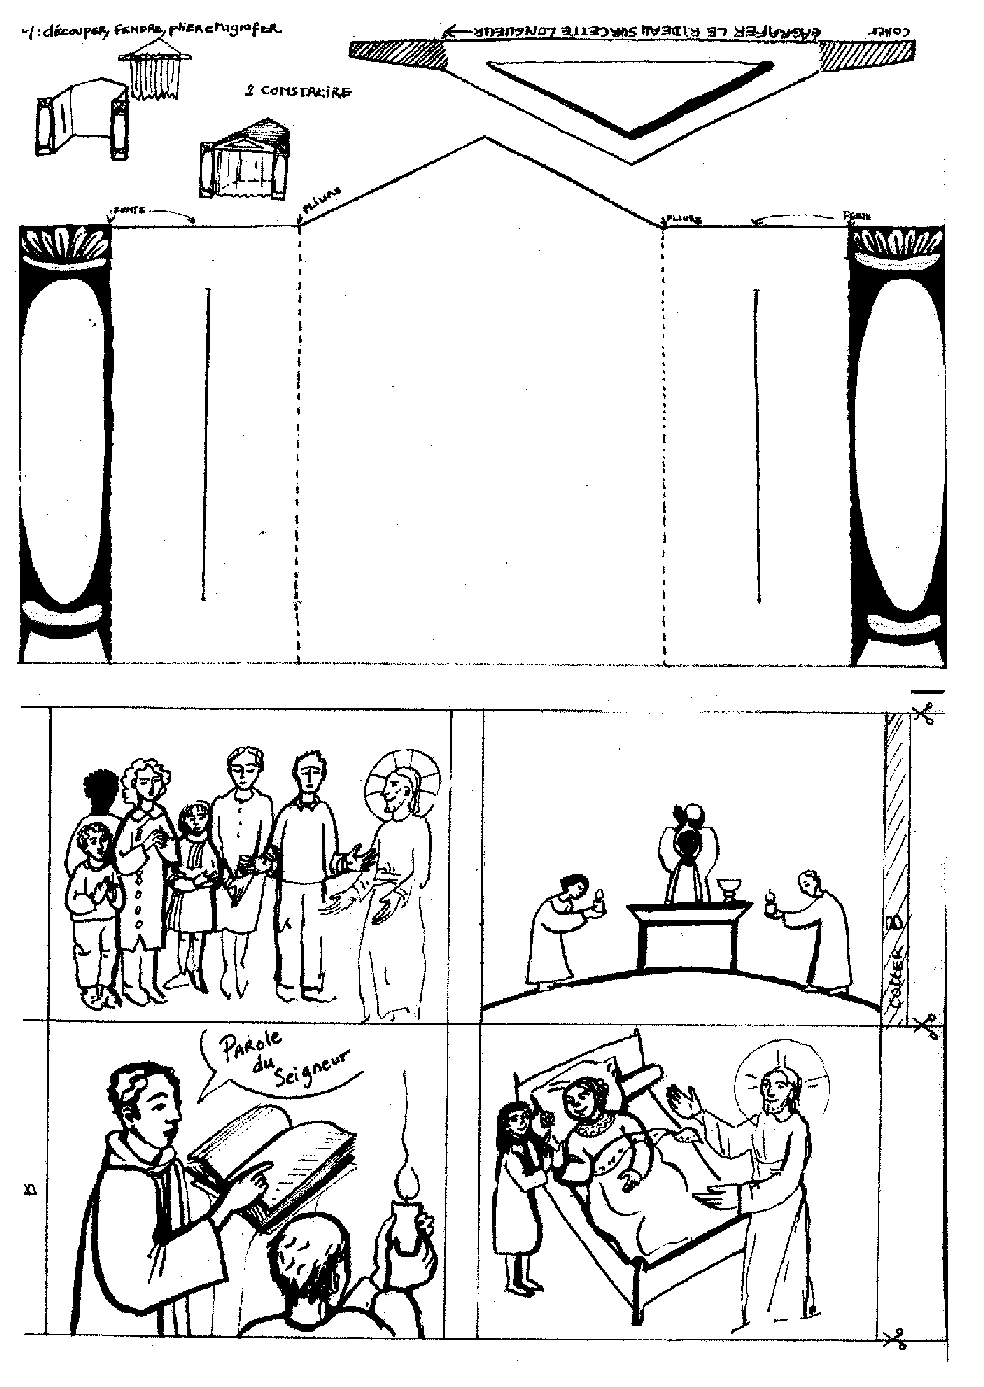 1/: découper, FENDRE, plier et agrafer
AGRAFER LE RIDEAU SUR CETTE LONGUEUR
COLLER
2 CONSTRUIRE
PLIURE
FENTE
PLIURE
FENTE
COLLER B
PAROLE
du
Seigneur
B